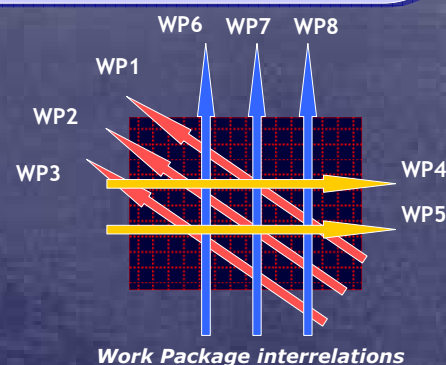 WP6 WP7 WP8
WP1
WP2
WP3
WP4
WP5
Work Package interrelations